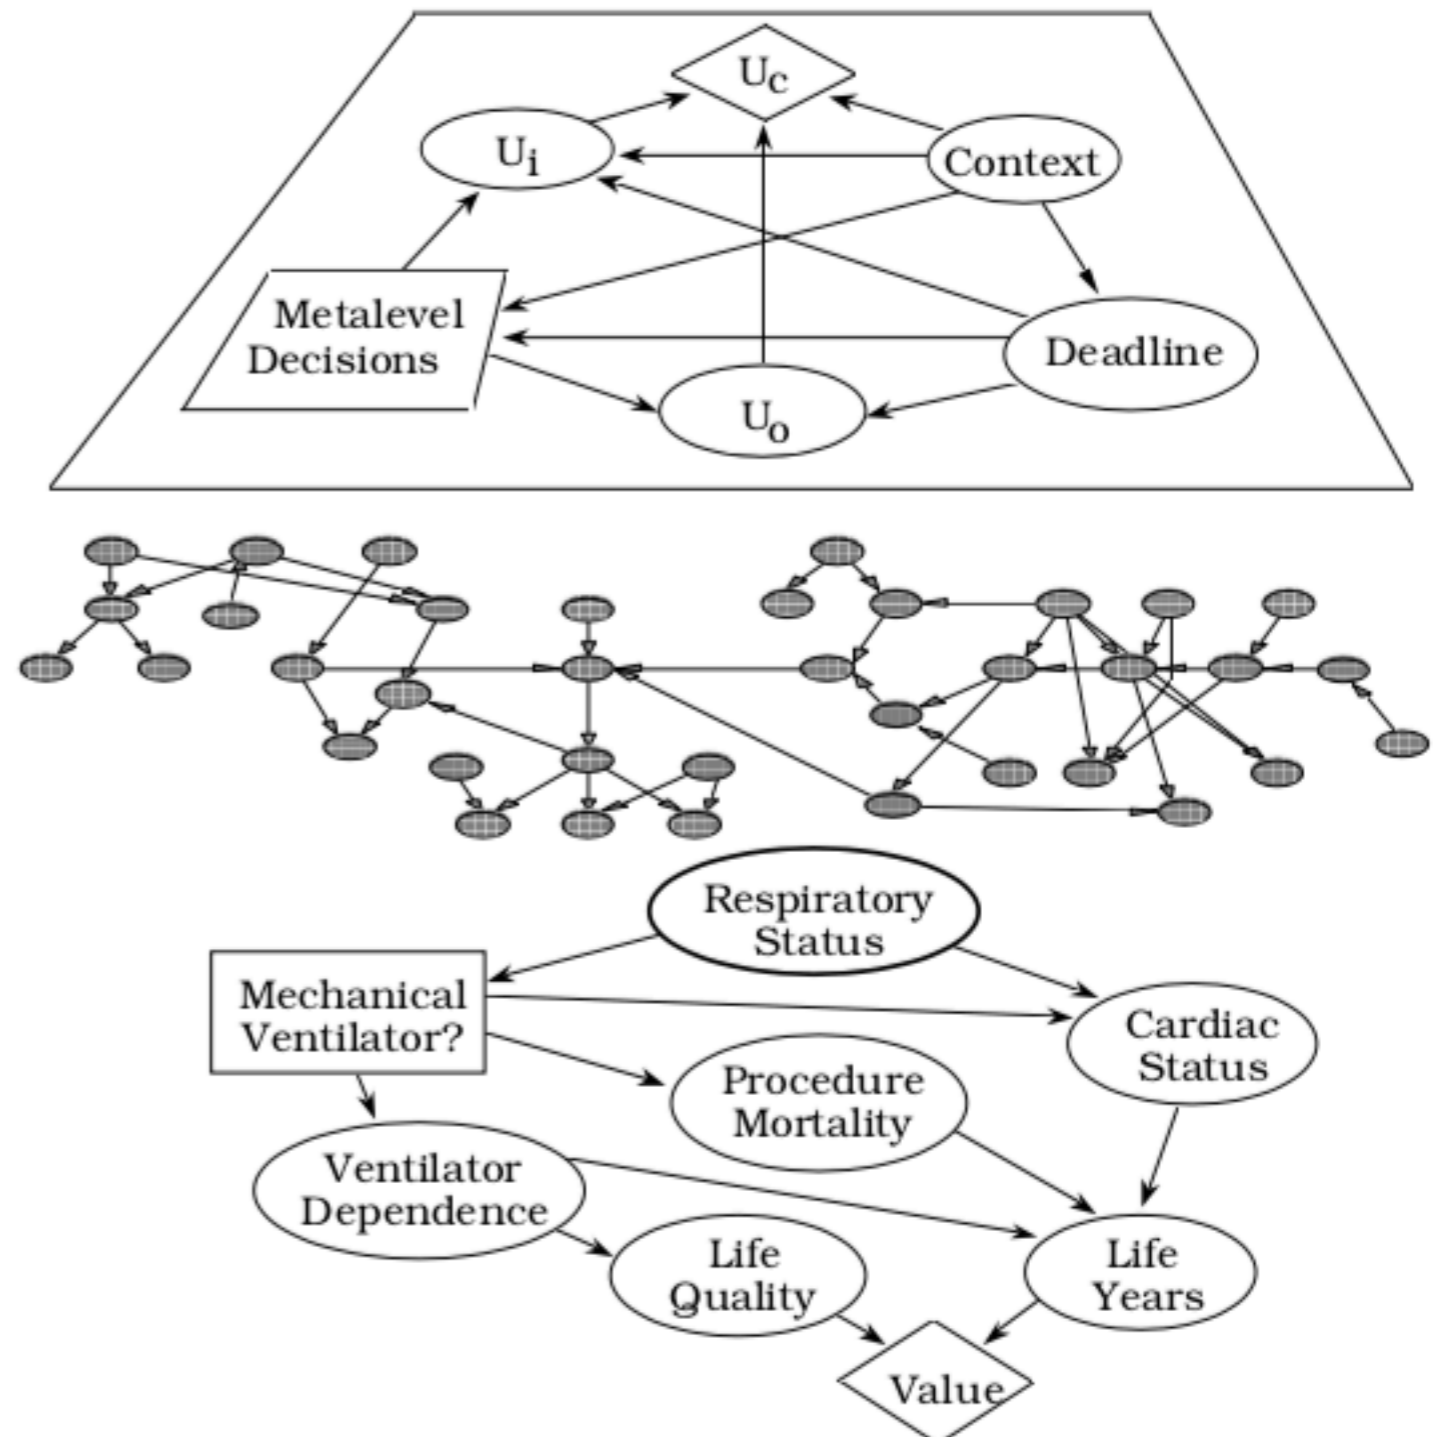 Uc
Ui
Context
Metalevel
Decisions
Deadline
Uo
Respiratory
Status
Mechanical
Ventilator?
Cardiac
Status
Procedure
Mortality
Ventilator
Dependence
Life
Quality
Life
Years
Value